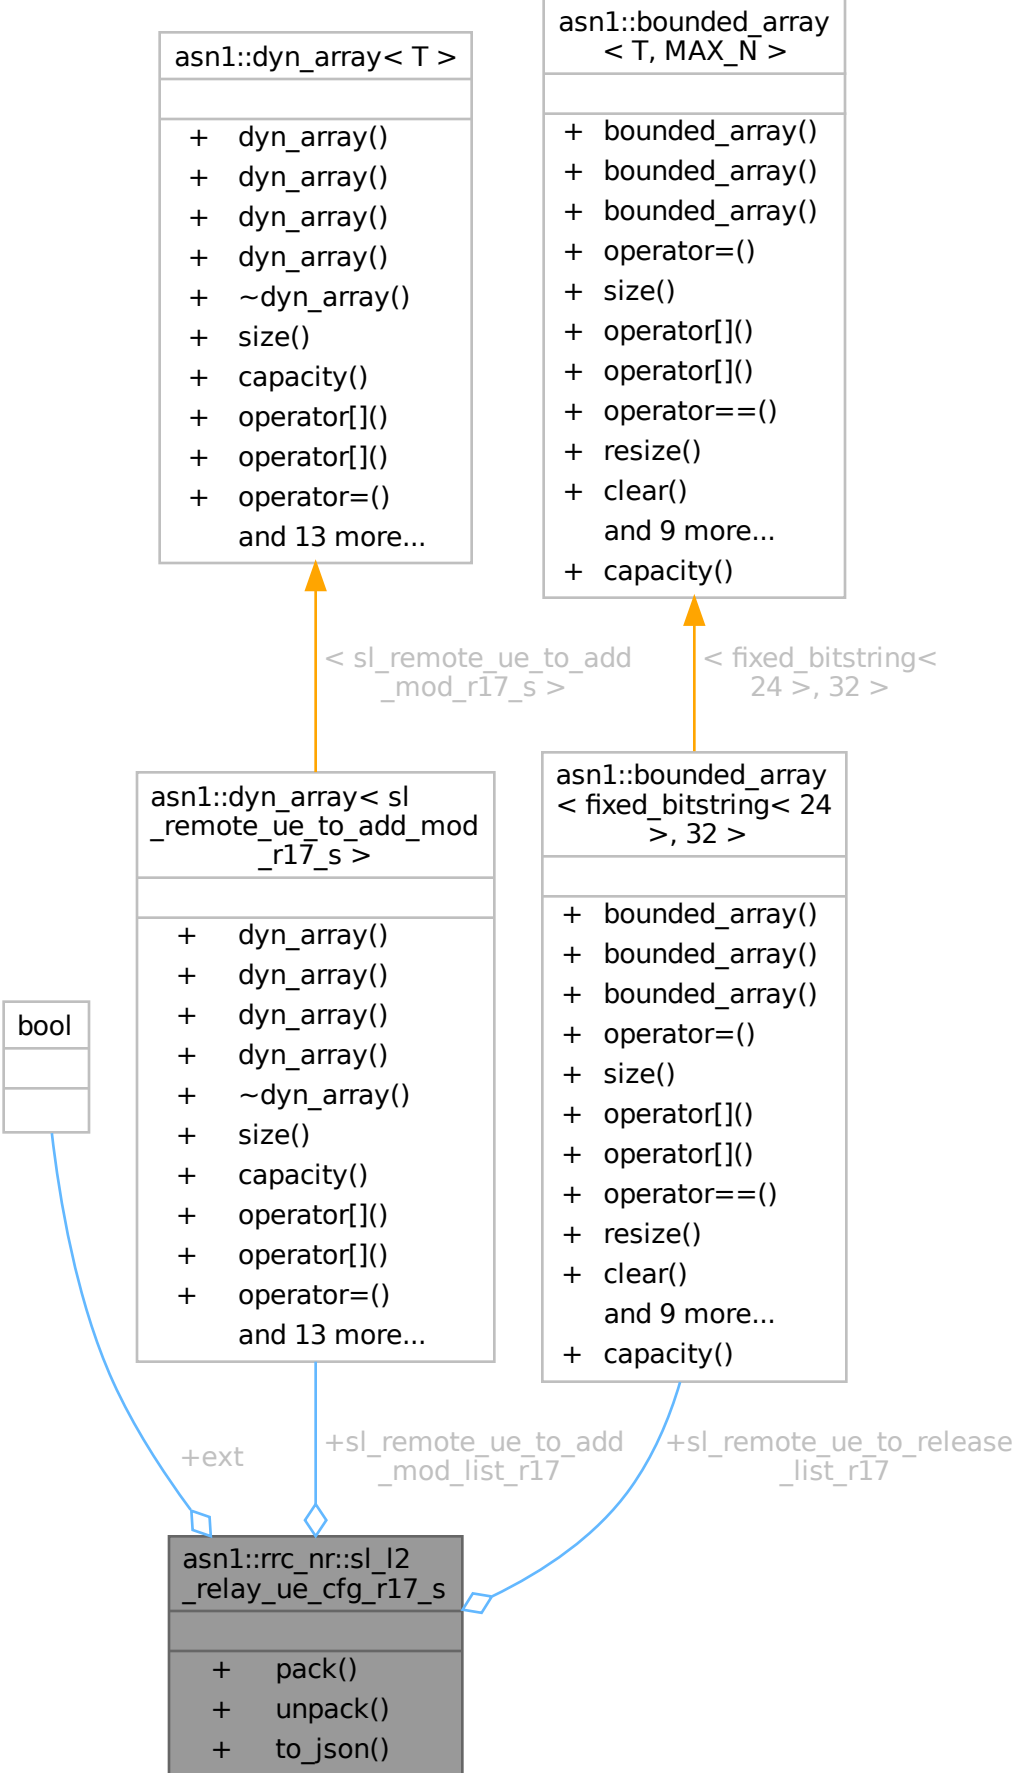 asn1::dyn_array< T >
+ dyn_array()
+ dyn_array()
+ dyn_array()
+ dyn_array()
+ ~dyn_array()
+ size()
+ capacity()
+ operator[]()
+ operator[]()
+ operator=()
and 13 more...
asn1::bounded_array
< T, MAX_N >
+ bounded_array()
+ bounded_array()
+ bounded_array()
+ operator=()
+ size()
+ operator[]()
+ operator[]()
+ operator==()
+ resize()
+ clear()
and 9 more...
+ capacity()
< sl_remote_ue_to_add
_mod_r17_s >
< fixed_bitstring<
24 >, 32 >
asn1::dyn_array< sl
_remote_ue_to_add_mod
_r17_s >
+ dyn_array()
+ dyn_array()
+ dyn_array()
+ dyn_array()
+ ~dyn_array()
+ size()
+ capacity()
+ operator[]()
+ operator[]()
+ operator=()
and 13 more...
asn1::bounded_array
< fixed_bitstring< 24
>, 32 >
+ bounded_array()
+ bounded_array()
+ bounded_array()
+ operator=()
+ size()
+ operator[]()
+ operator[]()
+ operator==()
+ resize()
+ clear()
and 9 more...
+ capacity()
bool
+ext
+sl_remote_ue_to_add
_mod_list_r17
+sl_remote_ue_to_release
_list_r17
asn1::rrc_nr::sl_l2
_relay_ue_cfg_r17_s
+ pack()
+ unpack()
+ to_json()